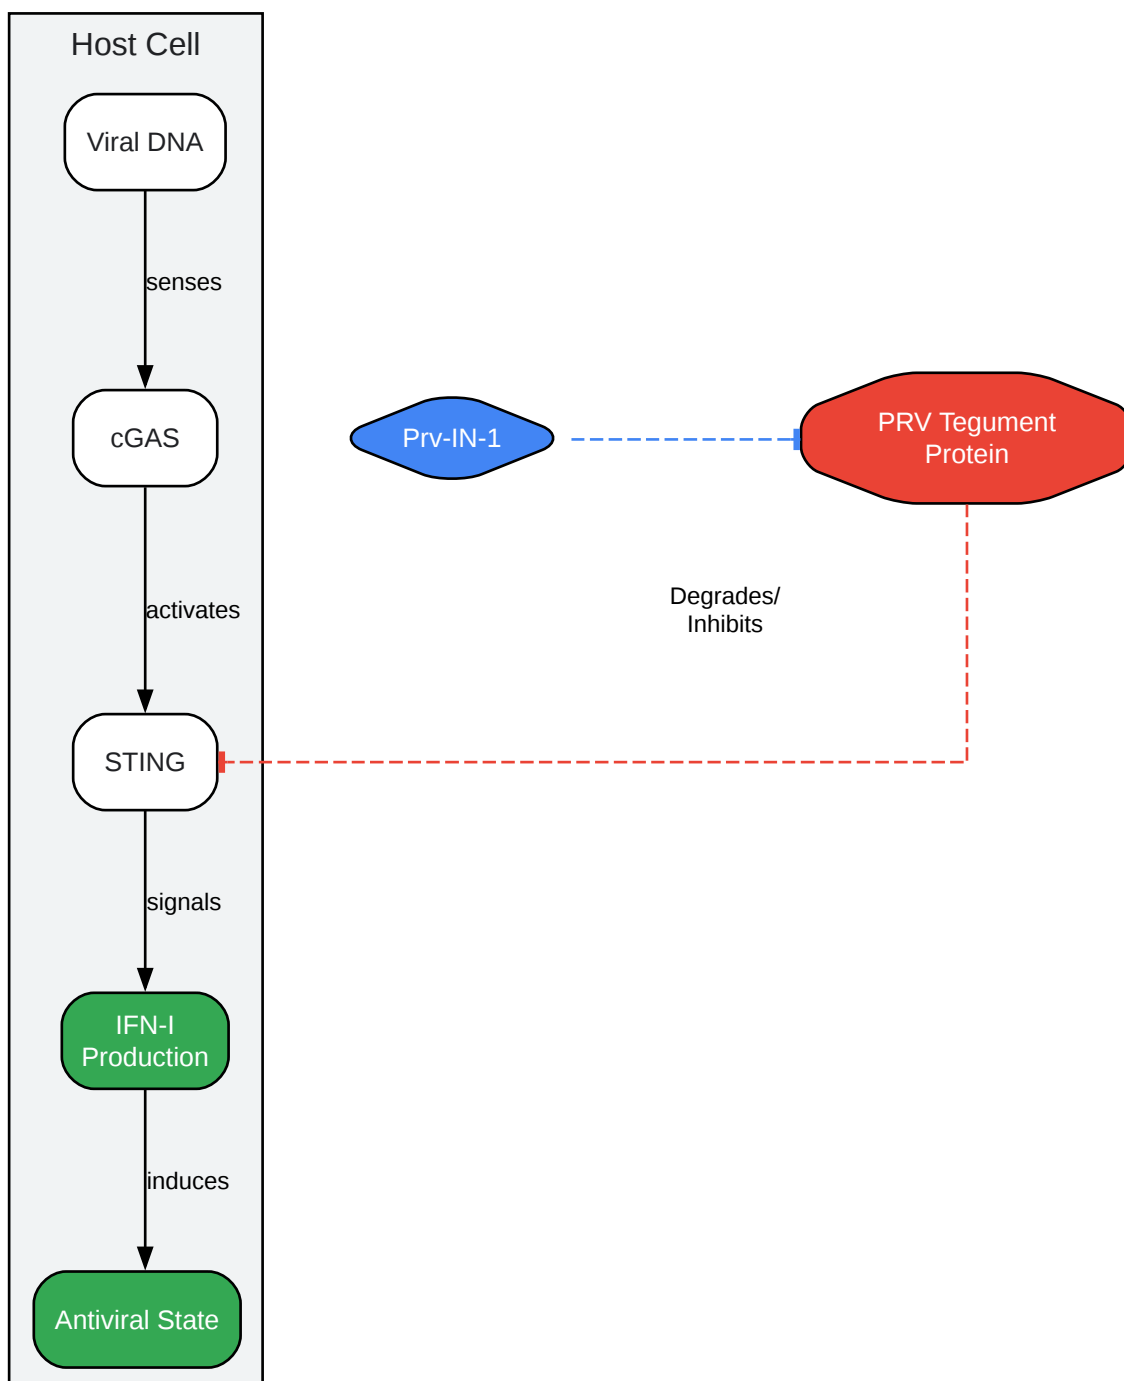 Host Cell
Viral DNA
senses
cGAS
Prv-IN-1
PRV Tegument
Protein
Degrades/
Inhibits
activates
STING
signals
IFN-I
Production
induces
Antiviral State